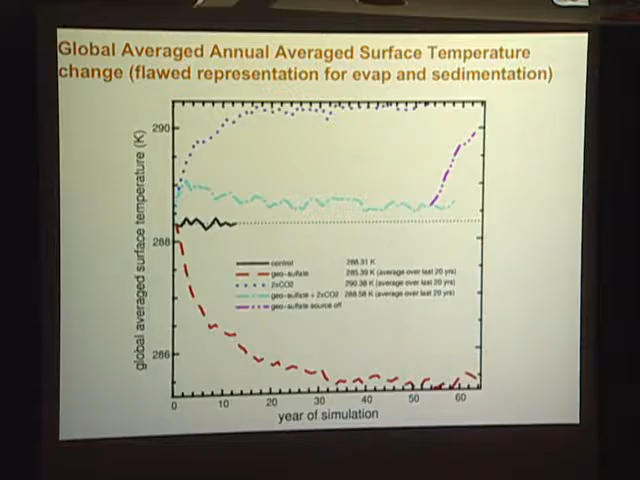 Global Averaged Annual Averaged Surface Temperature
change (flawed representation for evap and sedimentation)
global averaged surface temperature (K)
290
288
286
control 288.31 K
geo-sulfate 285.39 K (average over last 20 yrs)
2xCO2 290.38 K (average over last 20 yrs)
geo-sulfate + 2xCO2 288.58 K (average over last 20 yrs)
geo-sulfate source off
0 10 20 30 40 50 60
year of simulation